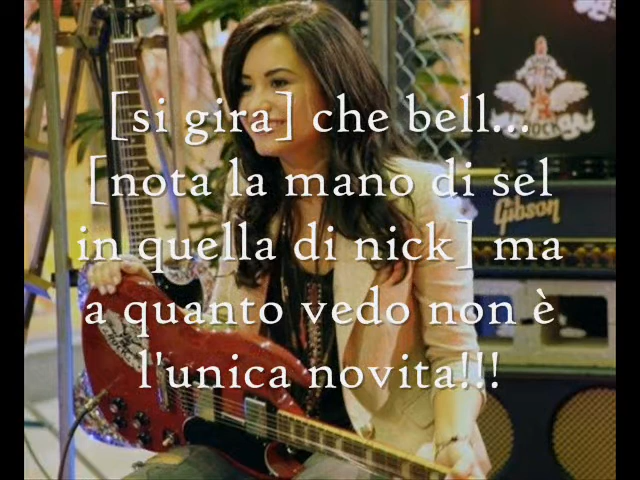 [si gira] che bell...
[nota la mano di sel
in quella di nick] ma
a quanto vedo non è
l'unica novita!!!
Gibson
ROCK